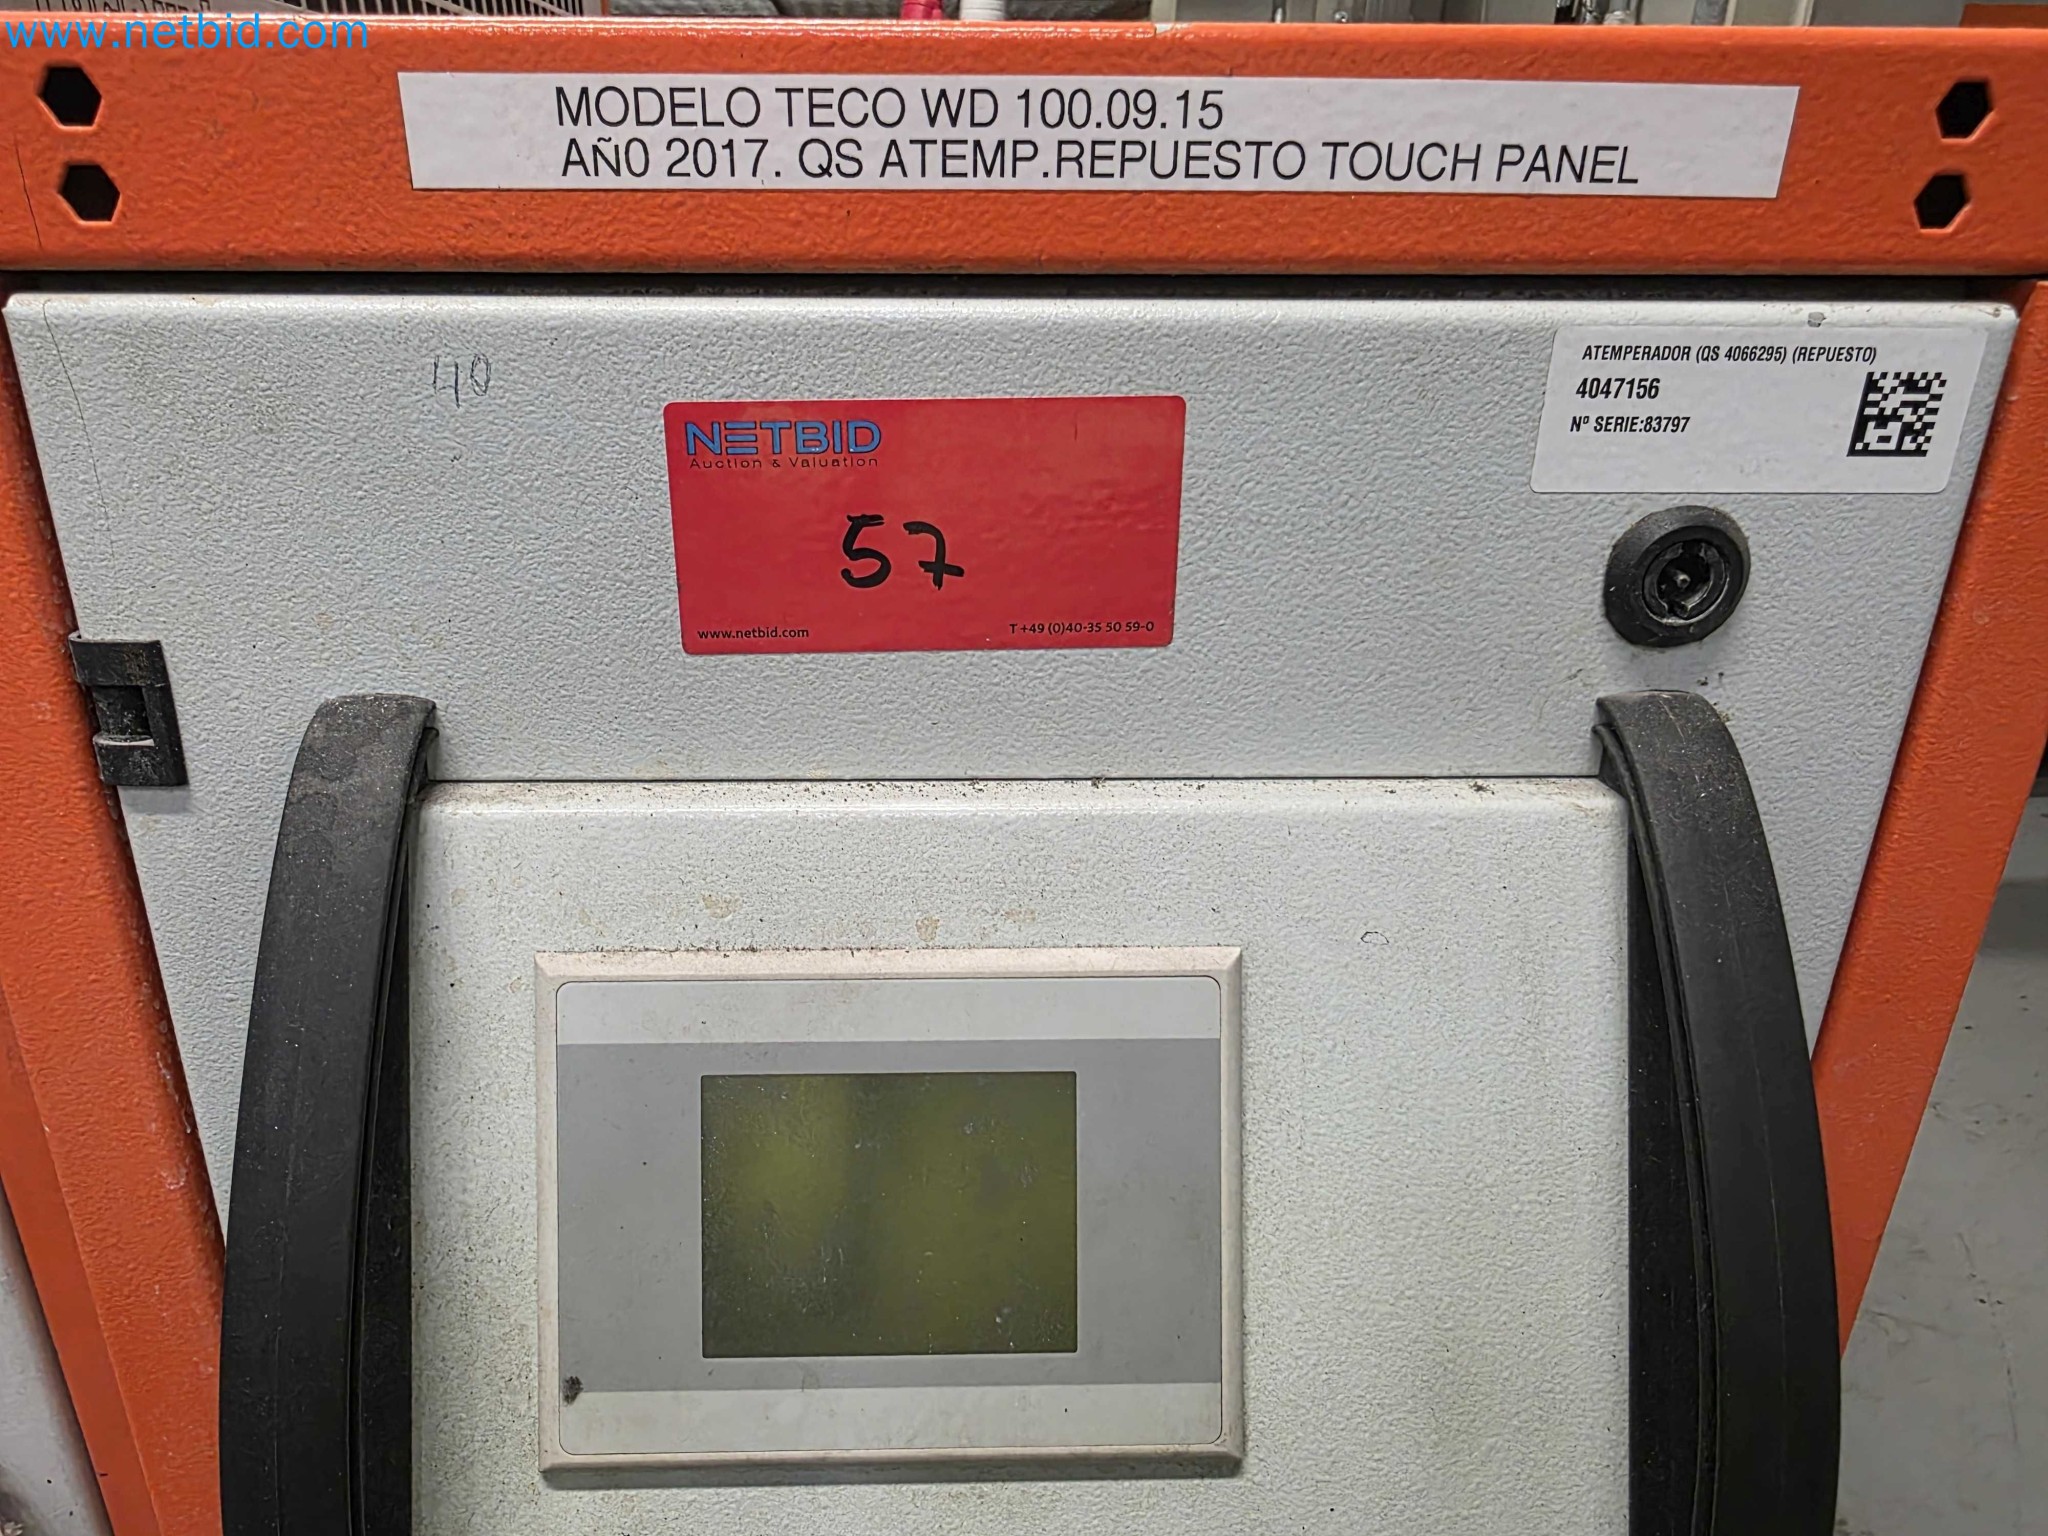 www.netbid.com
MODELO TECO WD 100.09.15
AÑO 2017. QS ATEMP.REPUESTO TOUCH PANEL
ATEMPERADOR (QS 4066295) (REPUESTO)
4047156
Nº SERIE:83797
40
NETBID
Auction & Valuation
57
www.netbid.com
T +49 (0)40-35 50 59-0